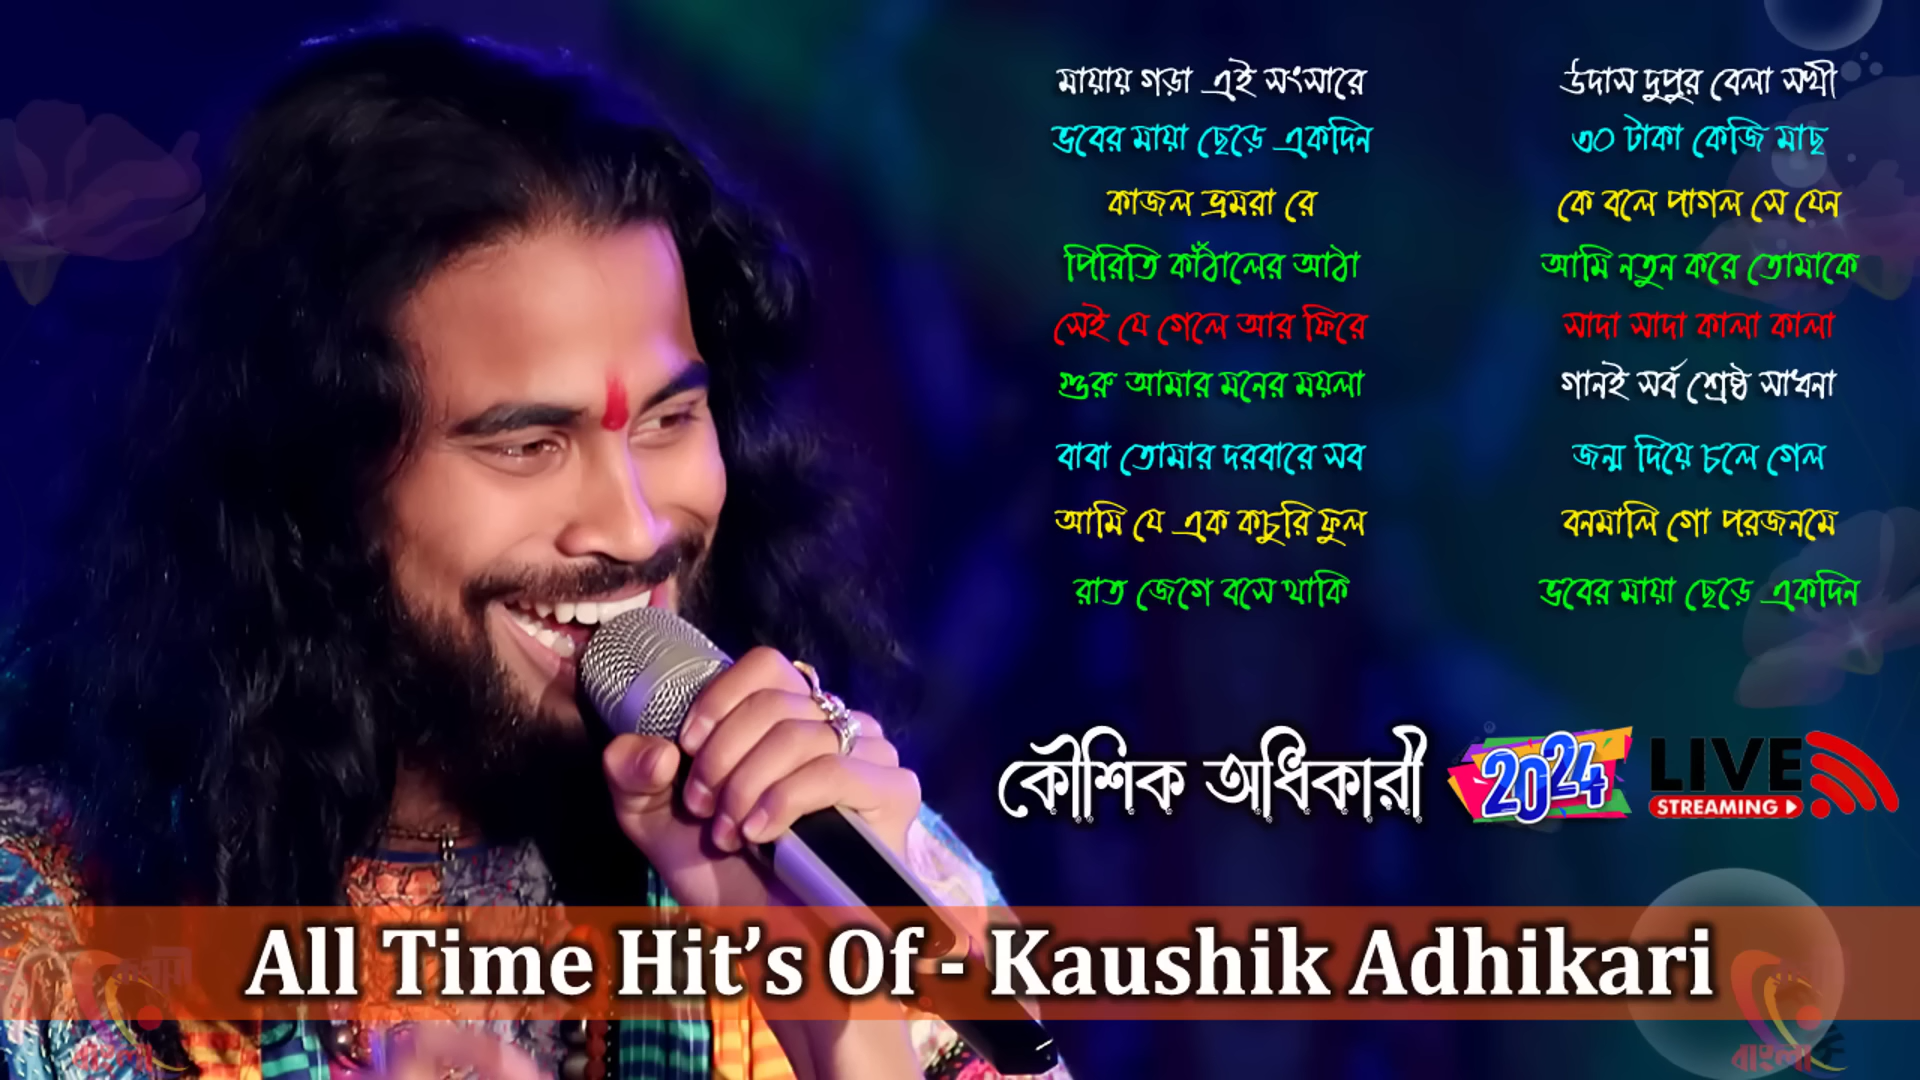 মায়ায় গড়া এই সংসারে
ভবের মায়া ছেড়ে একদিন
কাজল ভ্রমরা রে
পিরিতি কাঁঠালের আঠা
সেই যে গেলে আর ফিরে
গুরু আমার মনের ময়লা
বাবা তোমার দরবারে সব
আমি যে এক কচুরি ফুল
রাত জেগে বসে থাকি
উদাস দুপুর বেলা সখী
৩০ টাকা কেজি মাছ
কে বলে পাগল সে যেন
আমি নতুন করে তোমাকে
সাদা সাদা কালা কালা
গানই সর্ব শ্রেষ্ঠ সাধনা
জন্ম দিয়ে চলে গেল
বনমালি গো পরজনমে
ভবের মায়া ছেড়ে একদিন
কৌশিক অধিকারী
2024
LIVE
STREAMING
All Time Hit’s Of - Kaushik Adhikari
বাংলা
বাংলা